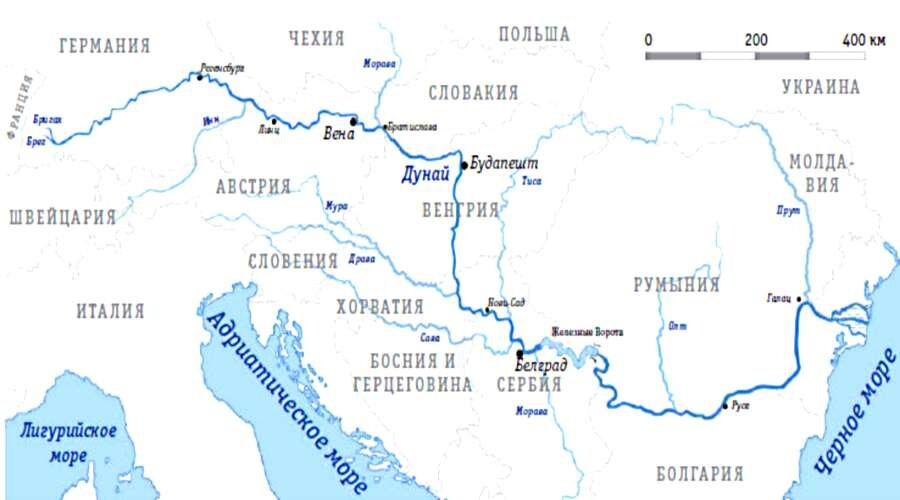 ГЕРМАНИЯ
ЧЕХИЯ
ПОЛЬША
0 200 400 км
Регенсбург
Морава
СЛОВАКИЯ
УКРАИНА
ФРАНЦИЯ
Бригах
Брег
Инн
Линц
Вена
Братислава
Дунай
Будапешт
МОЛДА-
ВИЯ
Тиса
АВСТРИЯ
Мура
ВЕНГРИЯ
Прут
ШВЕЙЦАРИЯ
СЛОВЕНИЯ
Драва
РУМЫНИЯ
ИТАЛИЯ
ХОРВАТИЯ
Нови-Сад
Галац
Адриатическое море
Сава
Железные Ворота
Олт
БОСНИЯ И
ГЕРЦЕГОВИНА
Белград
СЕРБИЯ
Морава
Русе
Черное море
Лигурийское
море
БОЛГАРИЯ